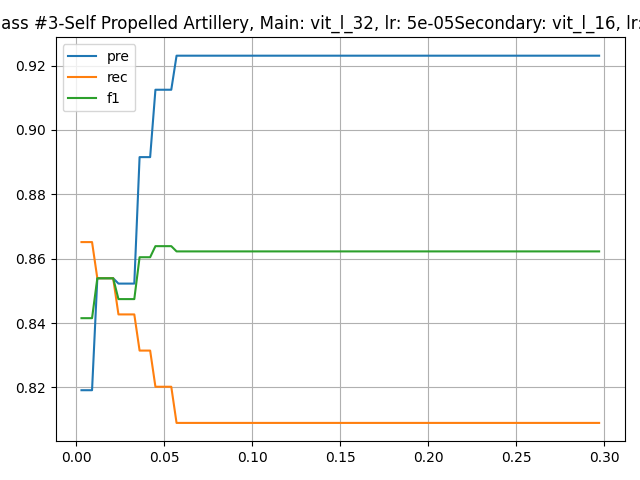 ass #3-Self Propelled Artillery, Main: vit_l_32, lr: 5e-05Secondary: vit_l_16, lr:
pre
rec
f1
0.92
0.90
0.88
0.86
0.84
0.82
0.00 0.05 0.10 0.15 0.20 0.25 0.30